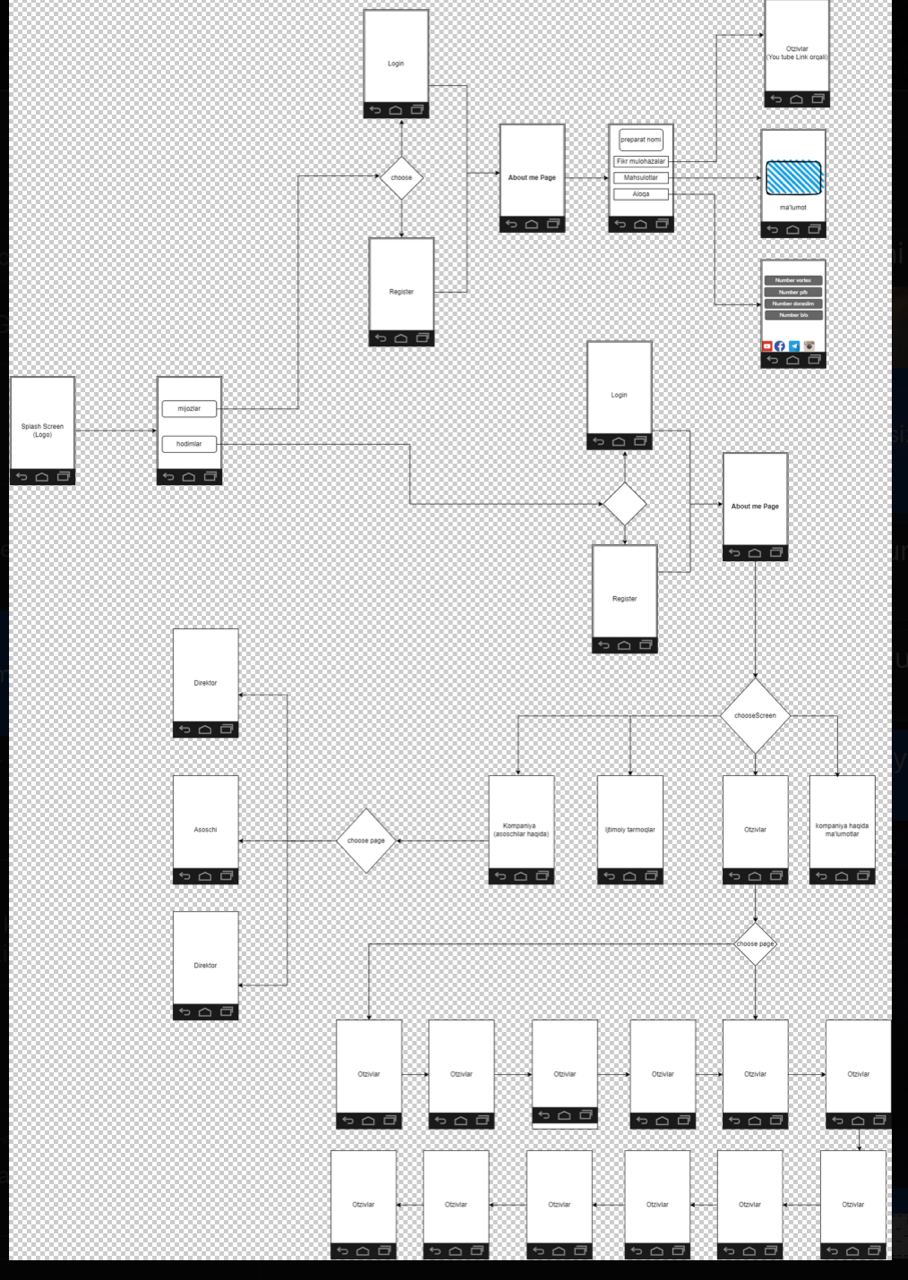 Otzivlar
(You tube Link orqali)
Login
preparat nomi
Fikr mulohazalar
Mahsulotlar
Aloqa
choose
About me Page
ma'lumot
Register
Number vortex
Number p/b
Number donedim
Number b/o
Login
Splash Screen
(Logo)
mijozlar
hodimlar
About me Page
Register
Direktor
chooseScreen
Asoschi
choose page
Kompaniya
(asoschilar haqida)
Ijtimoiy tarmoqlar
Otzivlar
kompaniya haqida
ma'lumotlar
choose page
Direktor
Otzivlar
Otzivlar
Otzivlar
Otzivlar
Otzivlar
Otzivlar
Otzivlar
Otzivlar
Otzivlar
Otzivlar
Otzivlar
Otzivlar